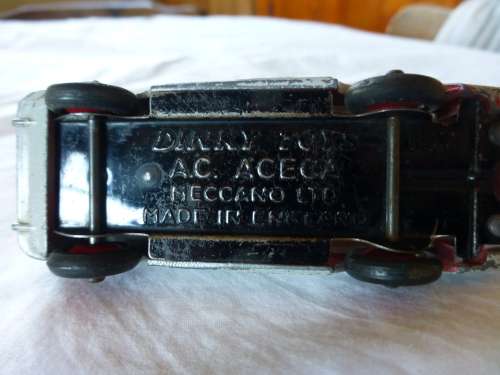 DINKY TOYS
A.C. ACECA
MECCANO LTD
MADE IN ENGLAND